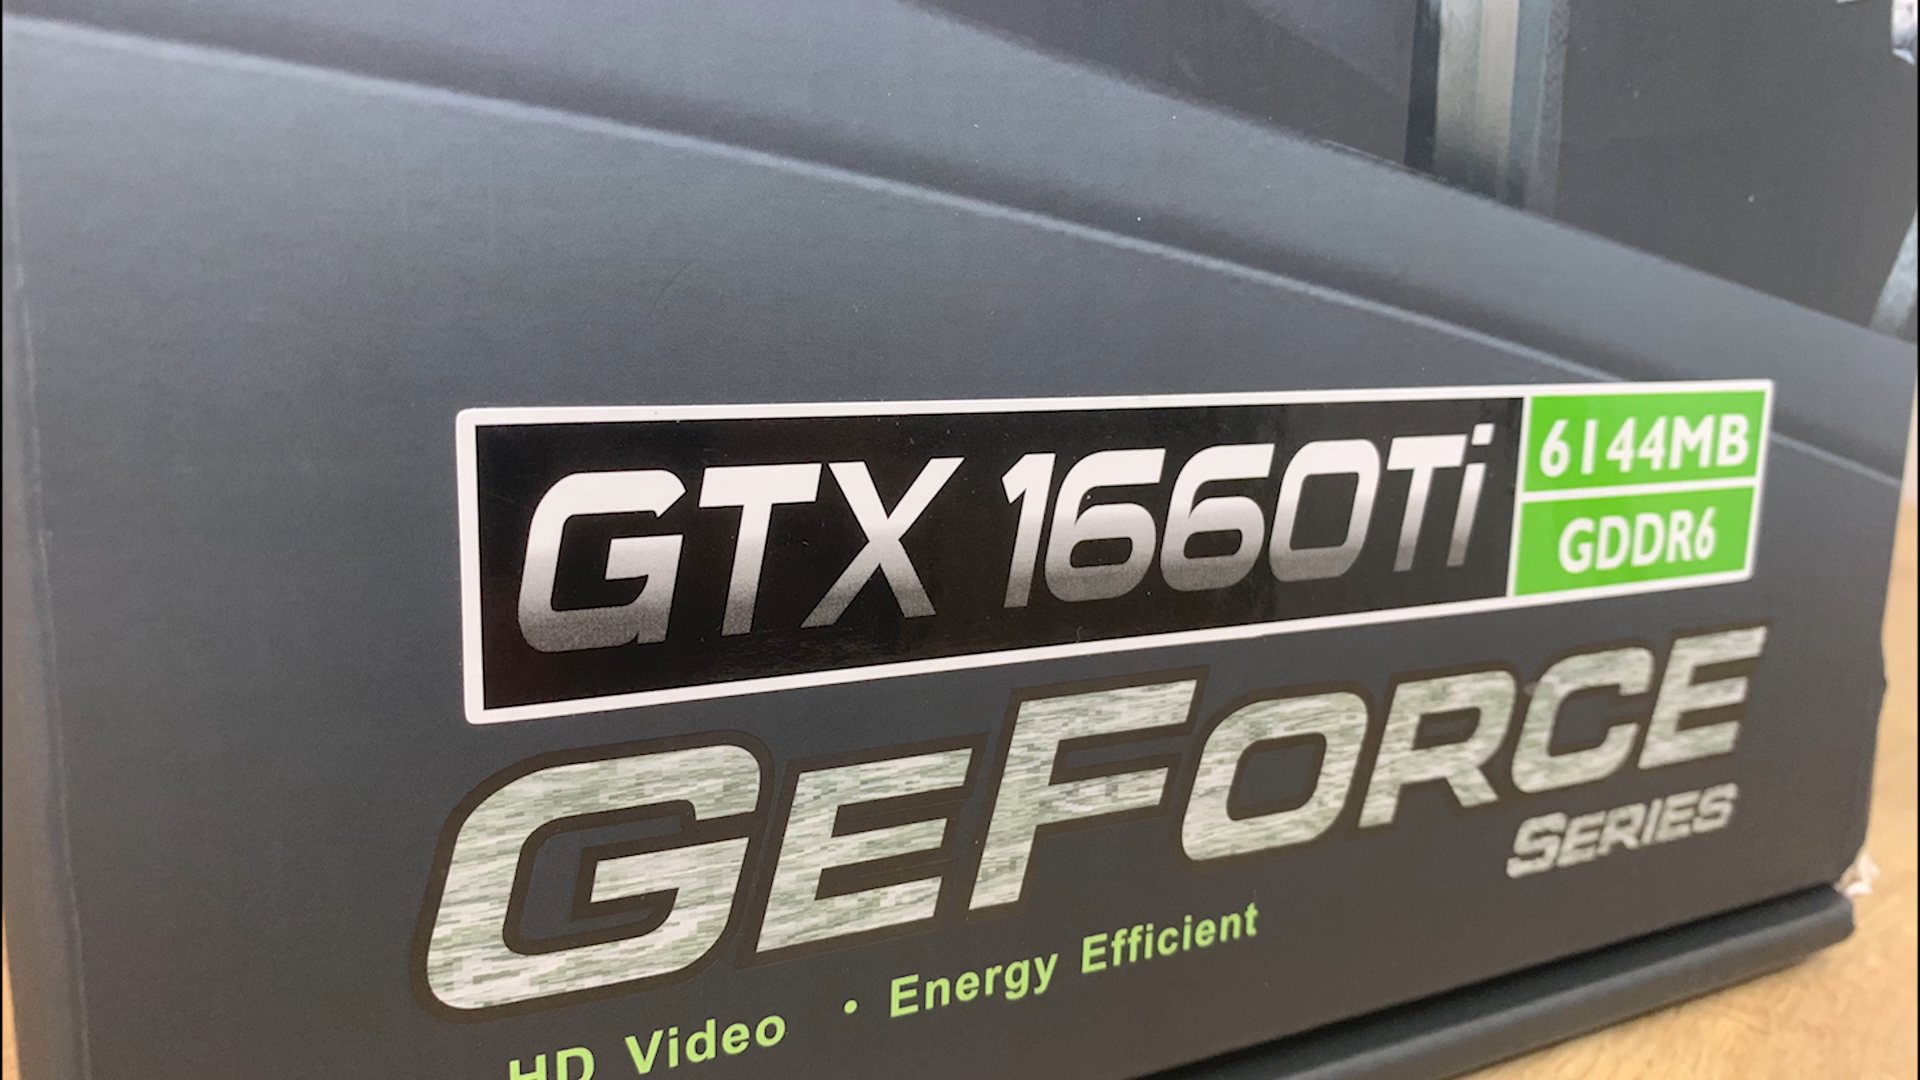 GTX 1660Ti
6144MB
GDDR6
GEFORCE
SERIES
HD Video · Energy Efficient